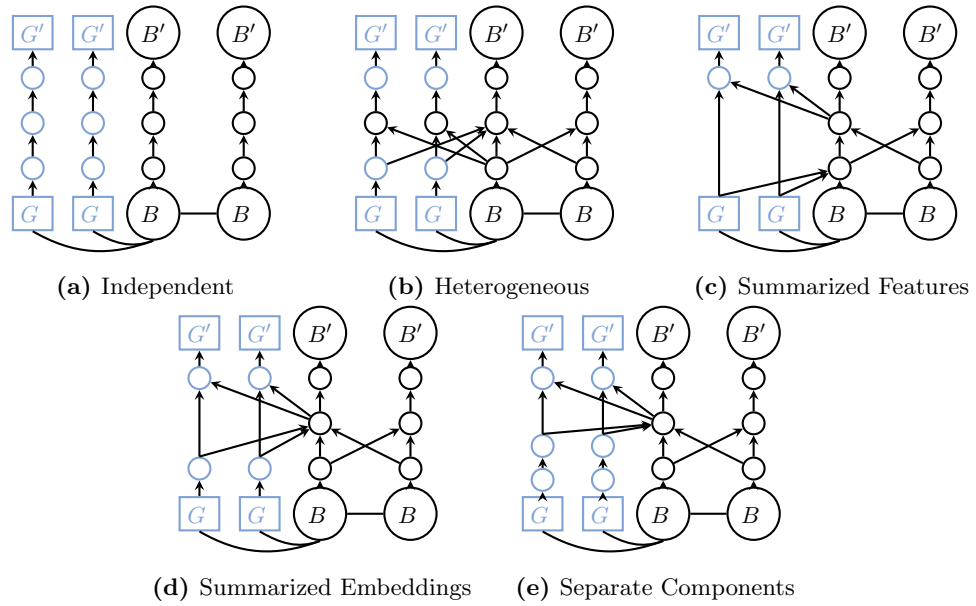 G′ G′ B′ B′ G′ G′ B′ B′ G′ G′ B′ B′
G G B B G G B B G G B B
(a) Independent (b) Heterogeneous (c) Summarized Features
G′ G′ B′ B′ G′ G′ B′ B′
G G B B G G B B
(d) Summarized Embeddings (e) Separate Components